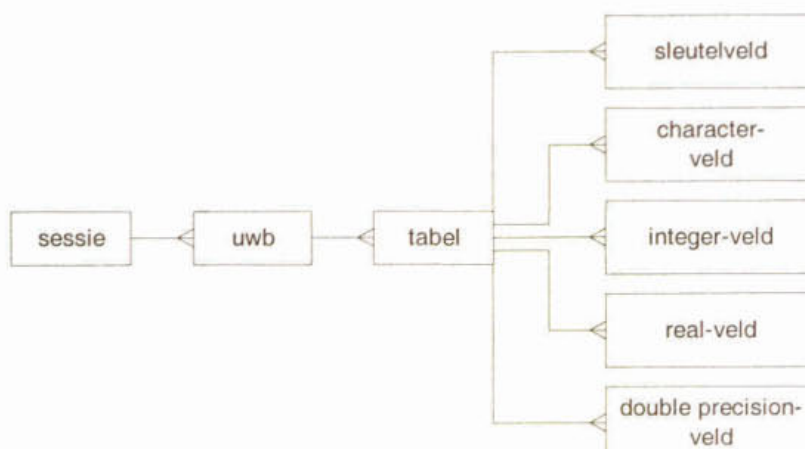 sleutelveld
character-
veld
sessie
uwb
tabel
integer-veld
real-veld
double precision-
veld